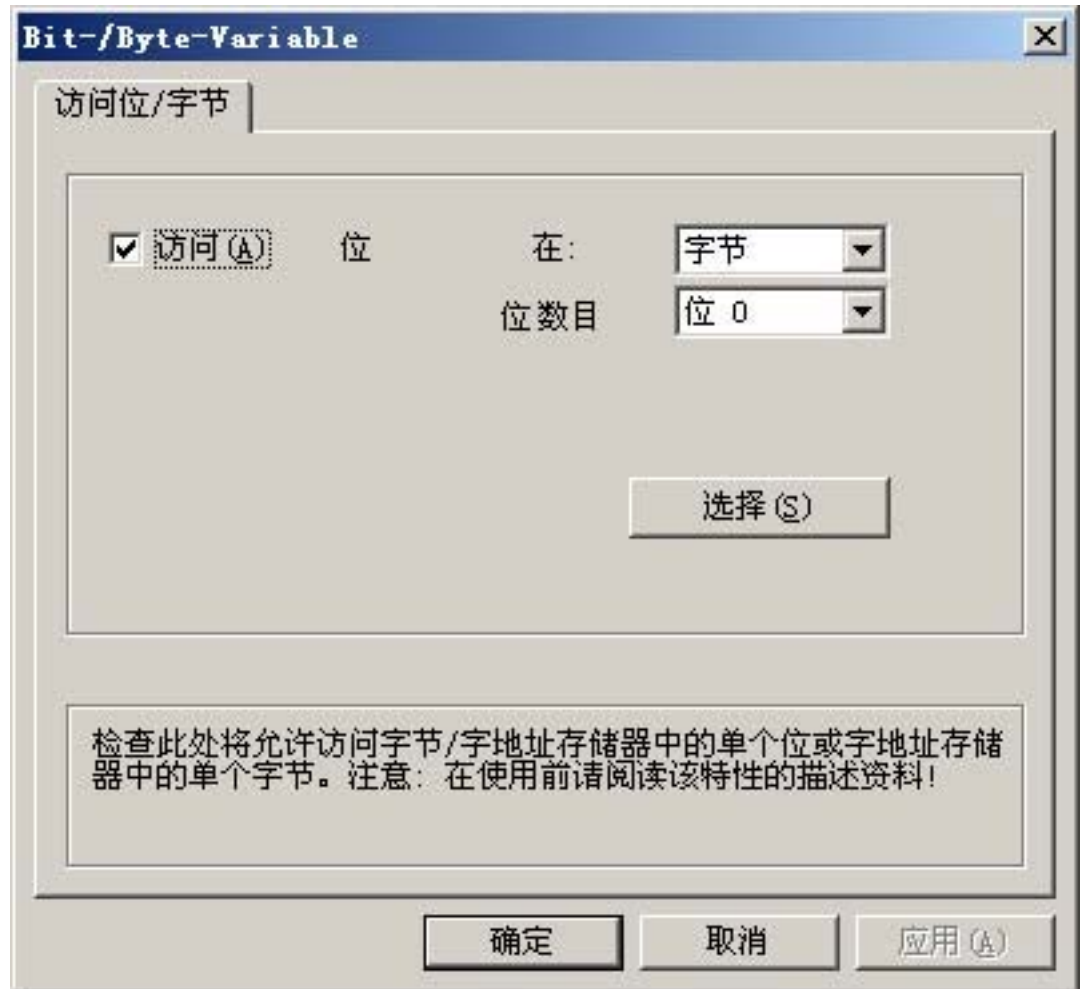 Bit-/Byte-Variable
访问位/字节
访问(A) 位 在: 字节
位数目 位 0
选择(S)
检查此处将允许访问字节/字地址存储器中的单个位或字地址存储
器中的单个字节。注意: 在使用前请阅读该特性的描述资料!
确定 取消 应用(A)